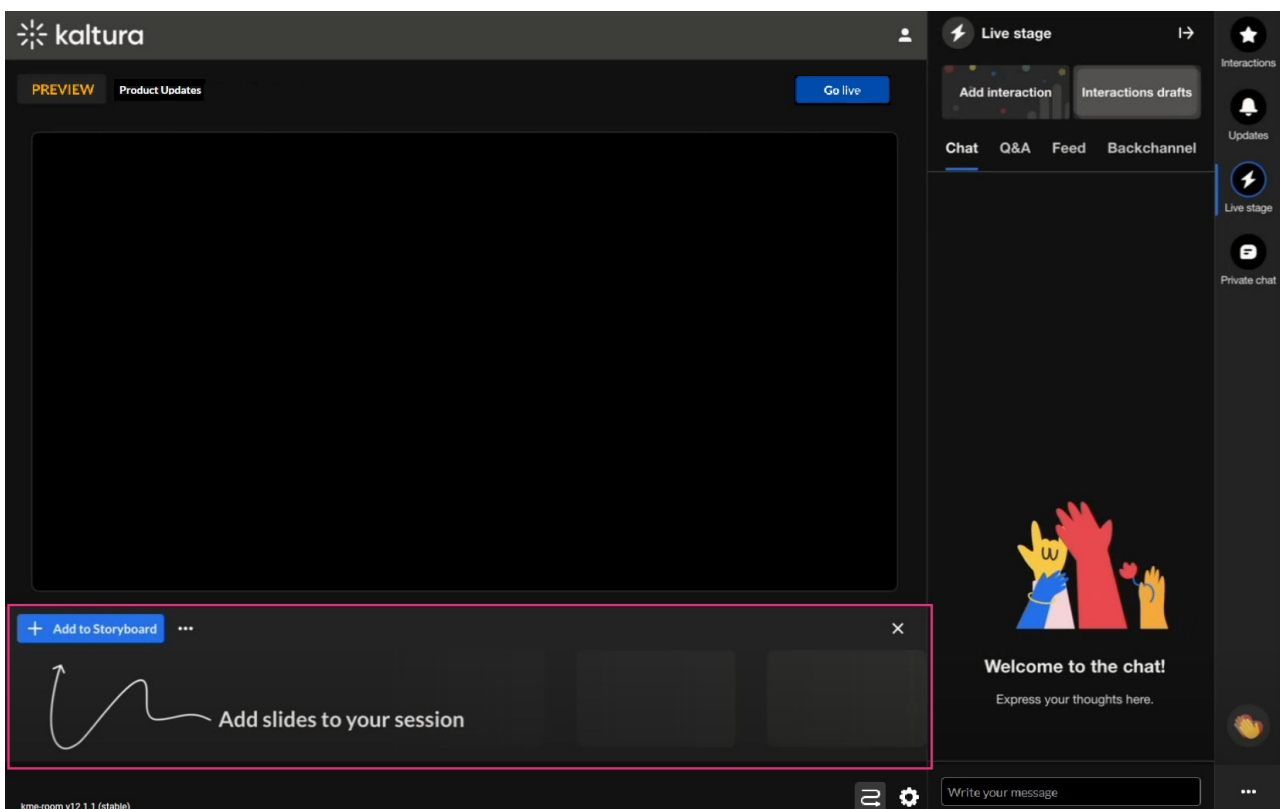 kaltura
PREVIEW Product Updates
Go live
+ Add to Storyboard
Add slides to your session
kme-room v12.1.1 (stable)
Live stage
Add interaction
Interactions drafts
Chat Q&A Feed Backchannel
Welcome to the chat!
Express your thoughts here.
Write your message
Interactions
Updates
Live stage
Private chat